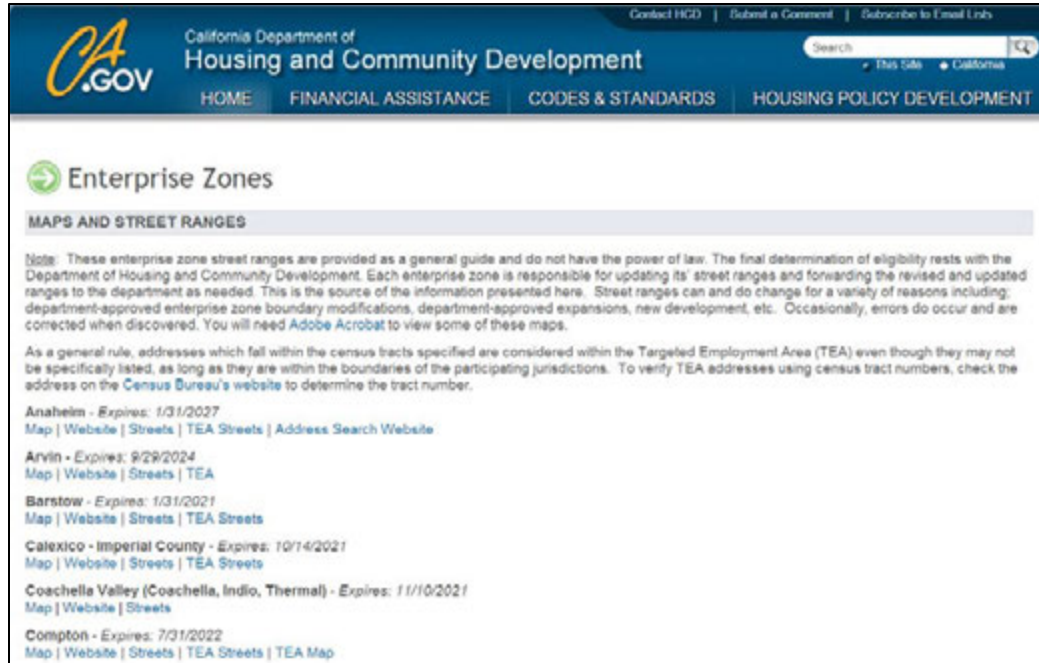 Contact HCD | Submit a Comment | Subscribe to Email Lists
CA.GOV
California Department of
Housing and Community Development
Search
This Site California
HOME FINANCIAL ASSISTANCE CODES & STANDARDS HOUSING POLICY DEVELOPMENT
Enterprise Zones
MAPS AND STREET RANGES
Note: These enterprise zone street ranges are provided as a general guide and do not have the power of law. The final determination of eligibility rests with the
Department of Housing and Community Development. Each enterprise zone is responsible for updating its' street ranges and forwarding the revised and updated
ranges to the department as needed. This is the source of the information presented here. Street ranges can and do change for a variety of reasons including;
department-approved enterprise zone boundary modifications, department-approved expansions, new development, etc. Occasionally, errors do occur and are
corrected when discovered. You will need Adobe Acrobat to view some of these maps.
As a general rule, addresses which fall within the census tracts specified are considered within the Targeted Employment Area (TEA) even though they may not
be specifically listed, as long as they are within the boundaries of the participating jurisdictions. To verify TEA addresses using census tract numbers, check the
address on the Census Bureau's website to determine the tract number.
Anaheim - Expires: 1/31/2027
Map | Website | Streets | TEA Streets | Address Search Website
Arvin - Expires: 9/29/2024
Map | Website | Streets | TEA
Barstow - Expires: 1/31/2021
Map | Website | Streets | TEA Streets
Calexico - Imperial County - Expires: 10/14/2021
Map | Website | Streets | TEA Streets
Coachella Valley (Coachella, Indio, Thermal) - Expires: 11/10/2021
Map | Website | Streets
Compton - Expires: 7/31/2022
Map | Website | Streets | TEA Streets | TEA Map